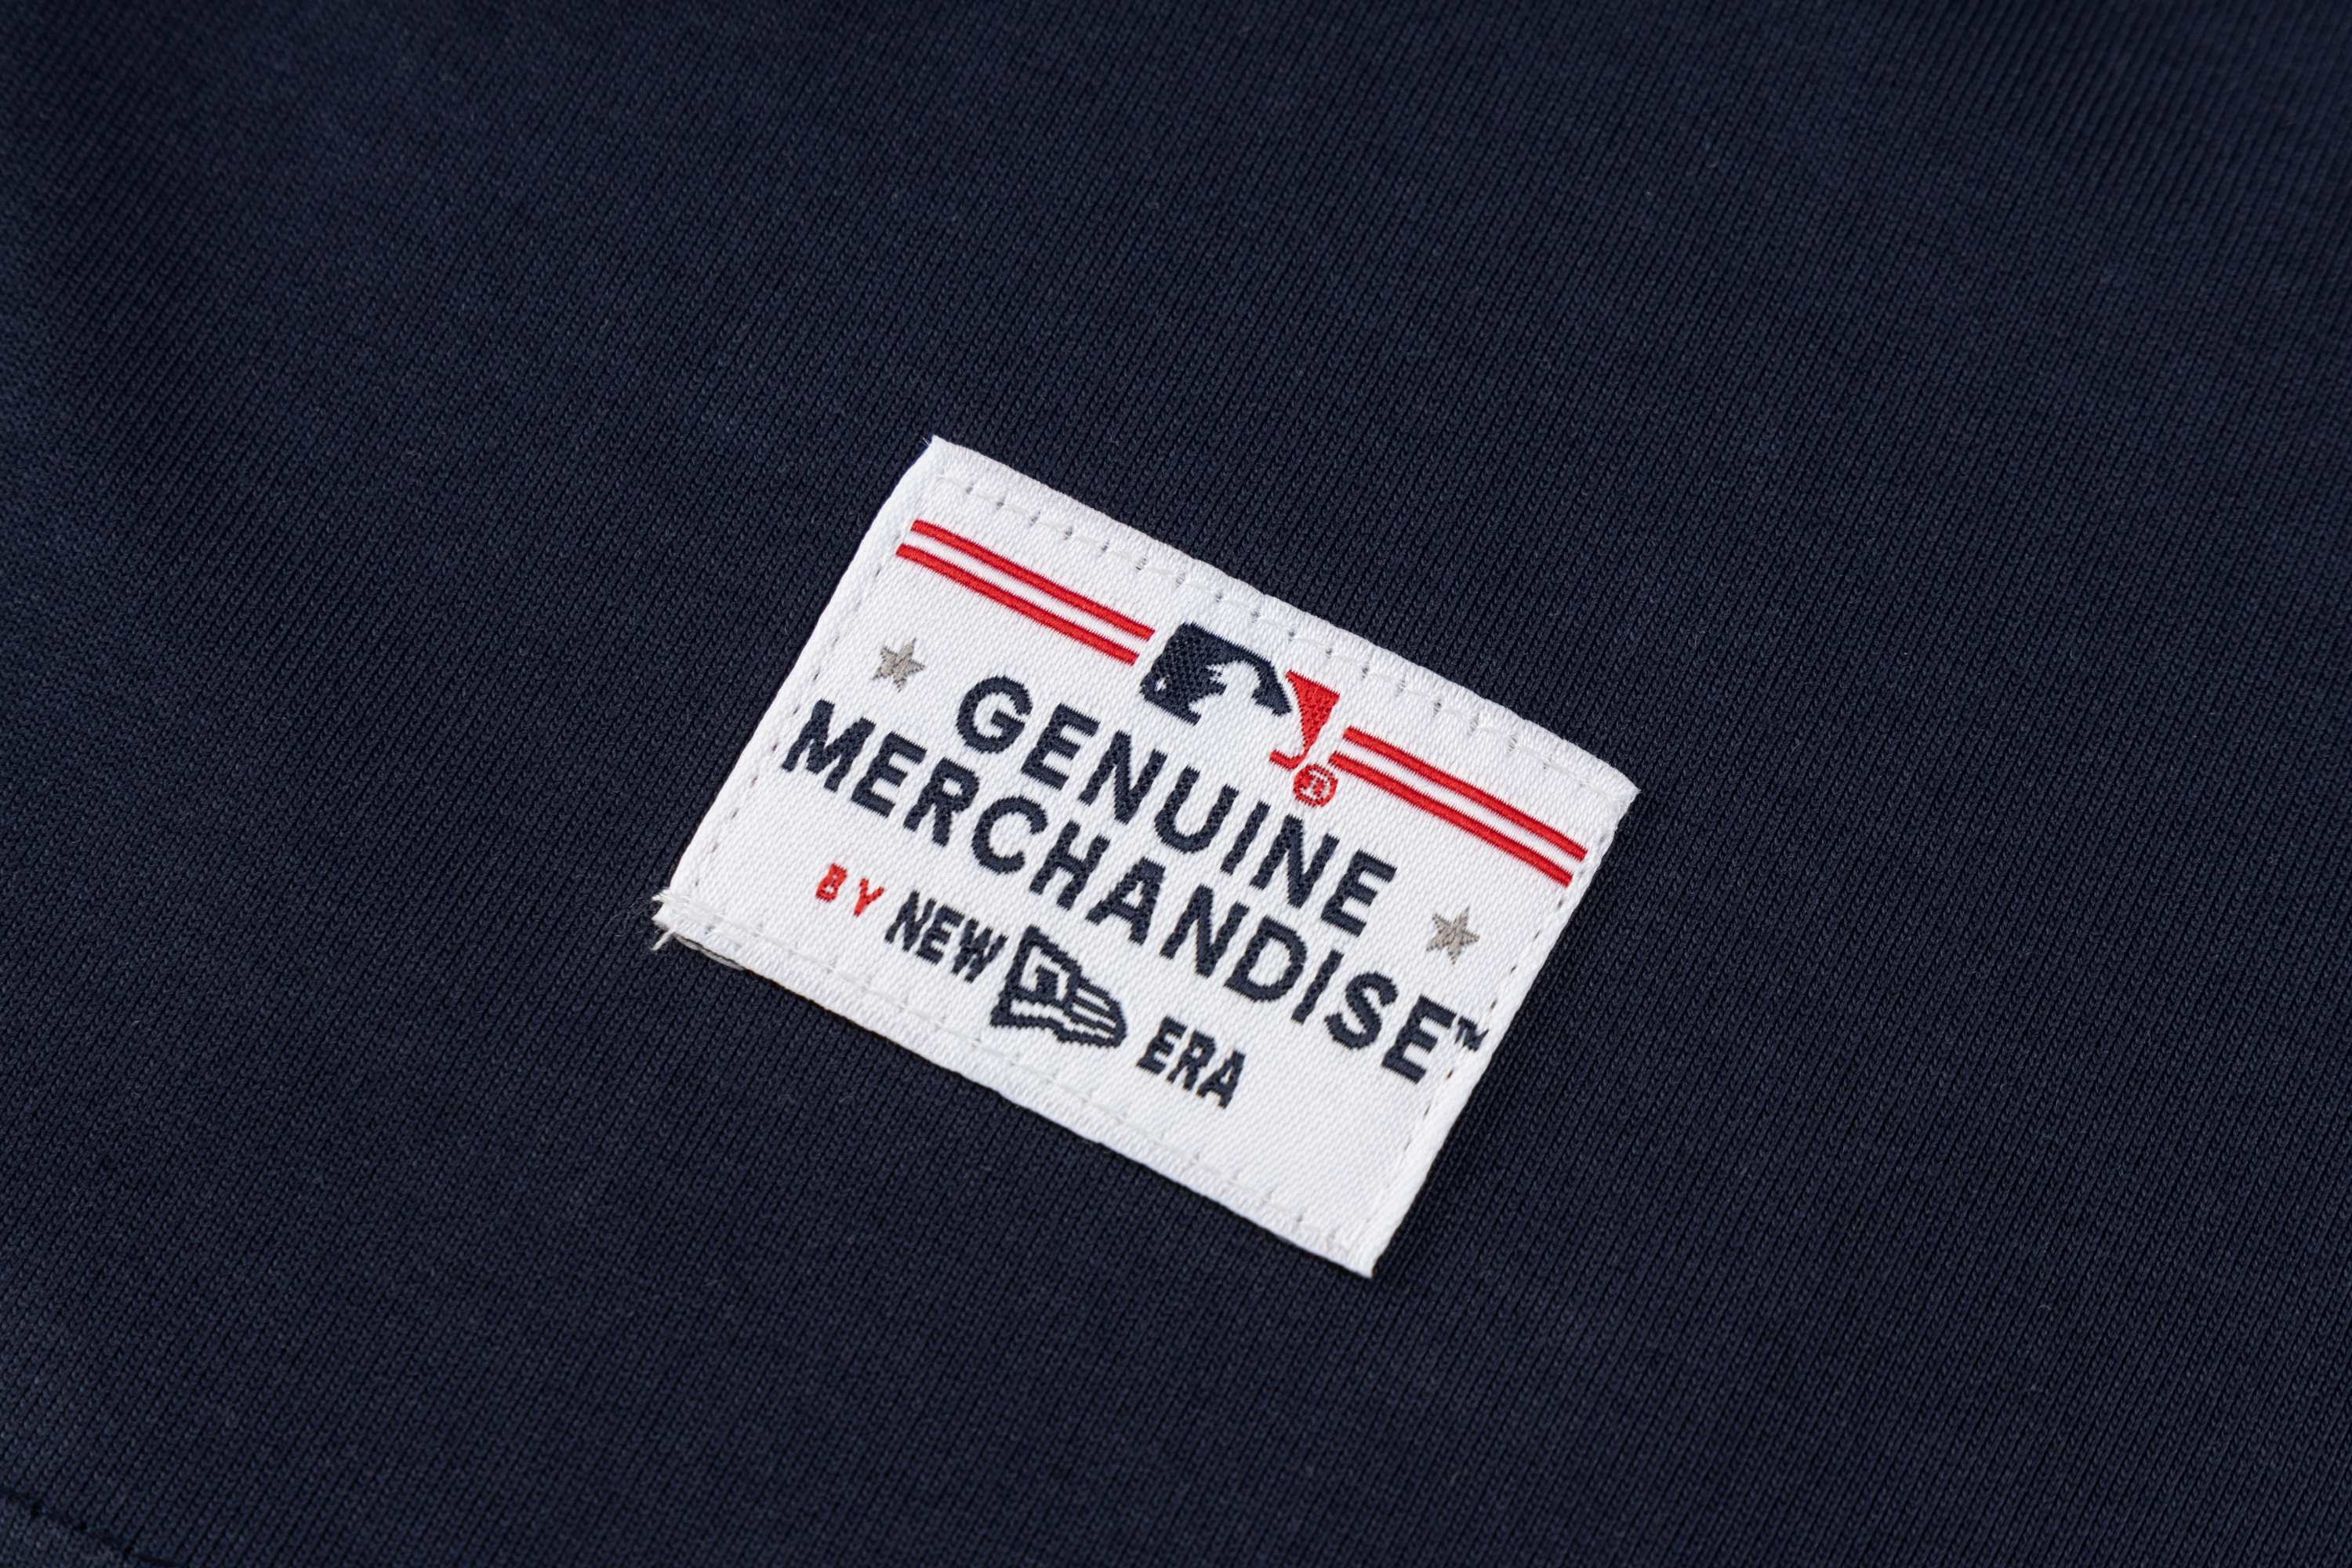 ®
GENUINE
MERCHANDISE™
BY NEW ERA